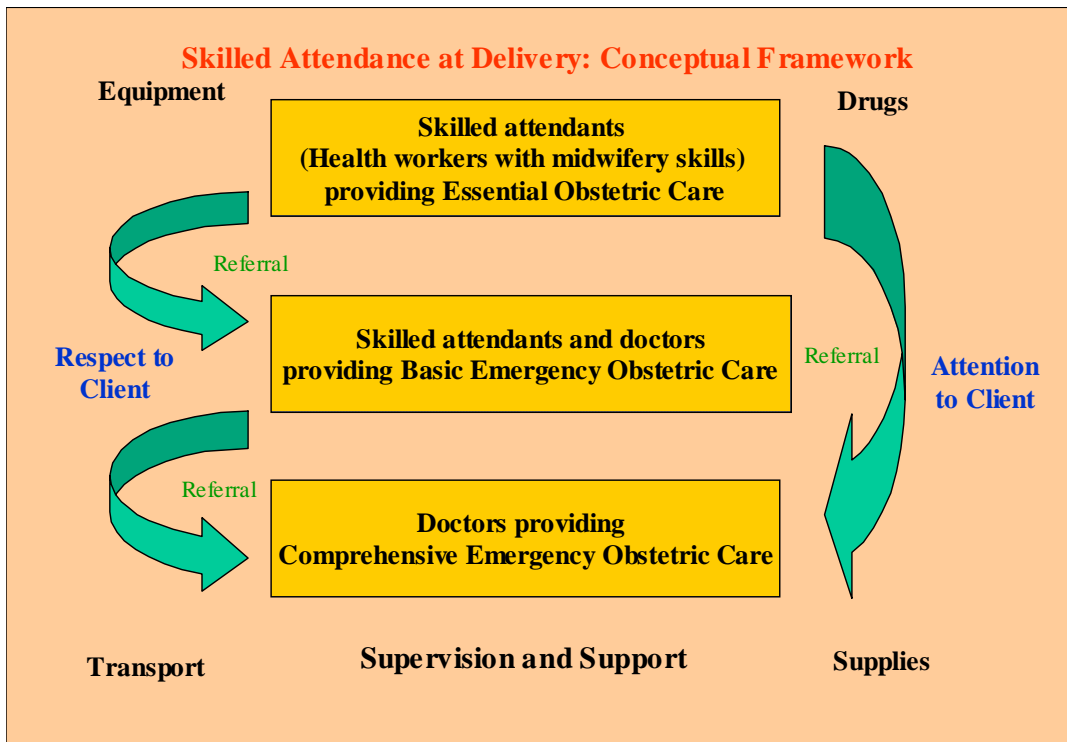 Skilled Attendance at Delivery: Conceptual Framework
Equipment
Drugs
Skilled attendants
(Health workers with midwifery skills)
providing Essential Obstetric Care
Referral
Skilled attendants and doctors
providing Basic Emergency Obstetric Care
Respect to
Client
Referral
Attention
to Client
Referral
Doctors providing
Comprehensive Emergency Obstetric Care
Transport
Supervision and Support
Supplies